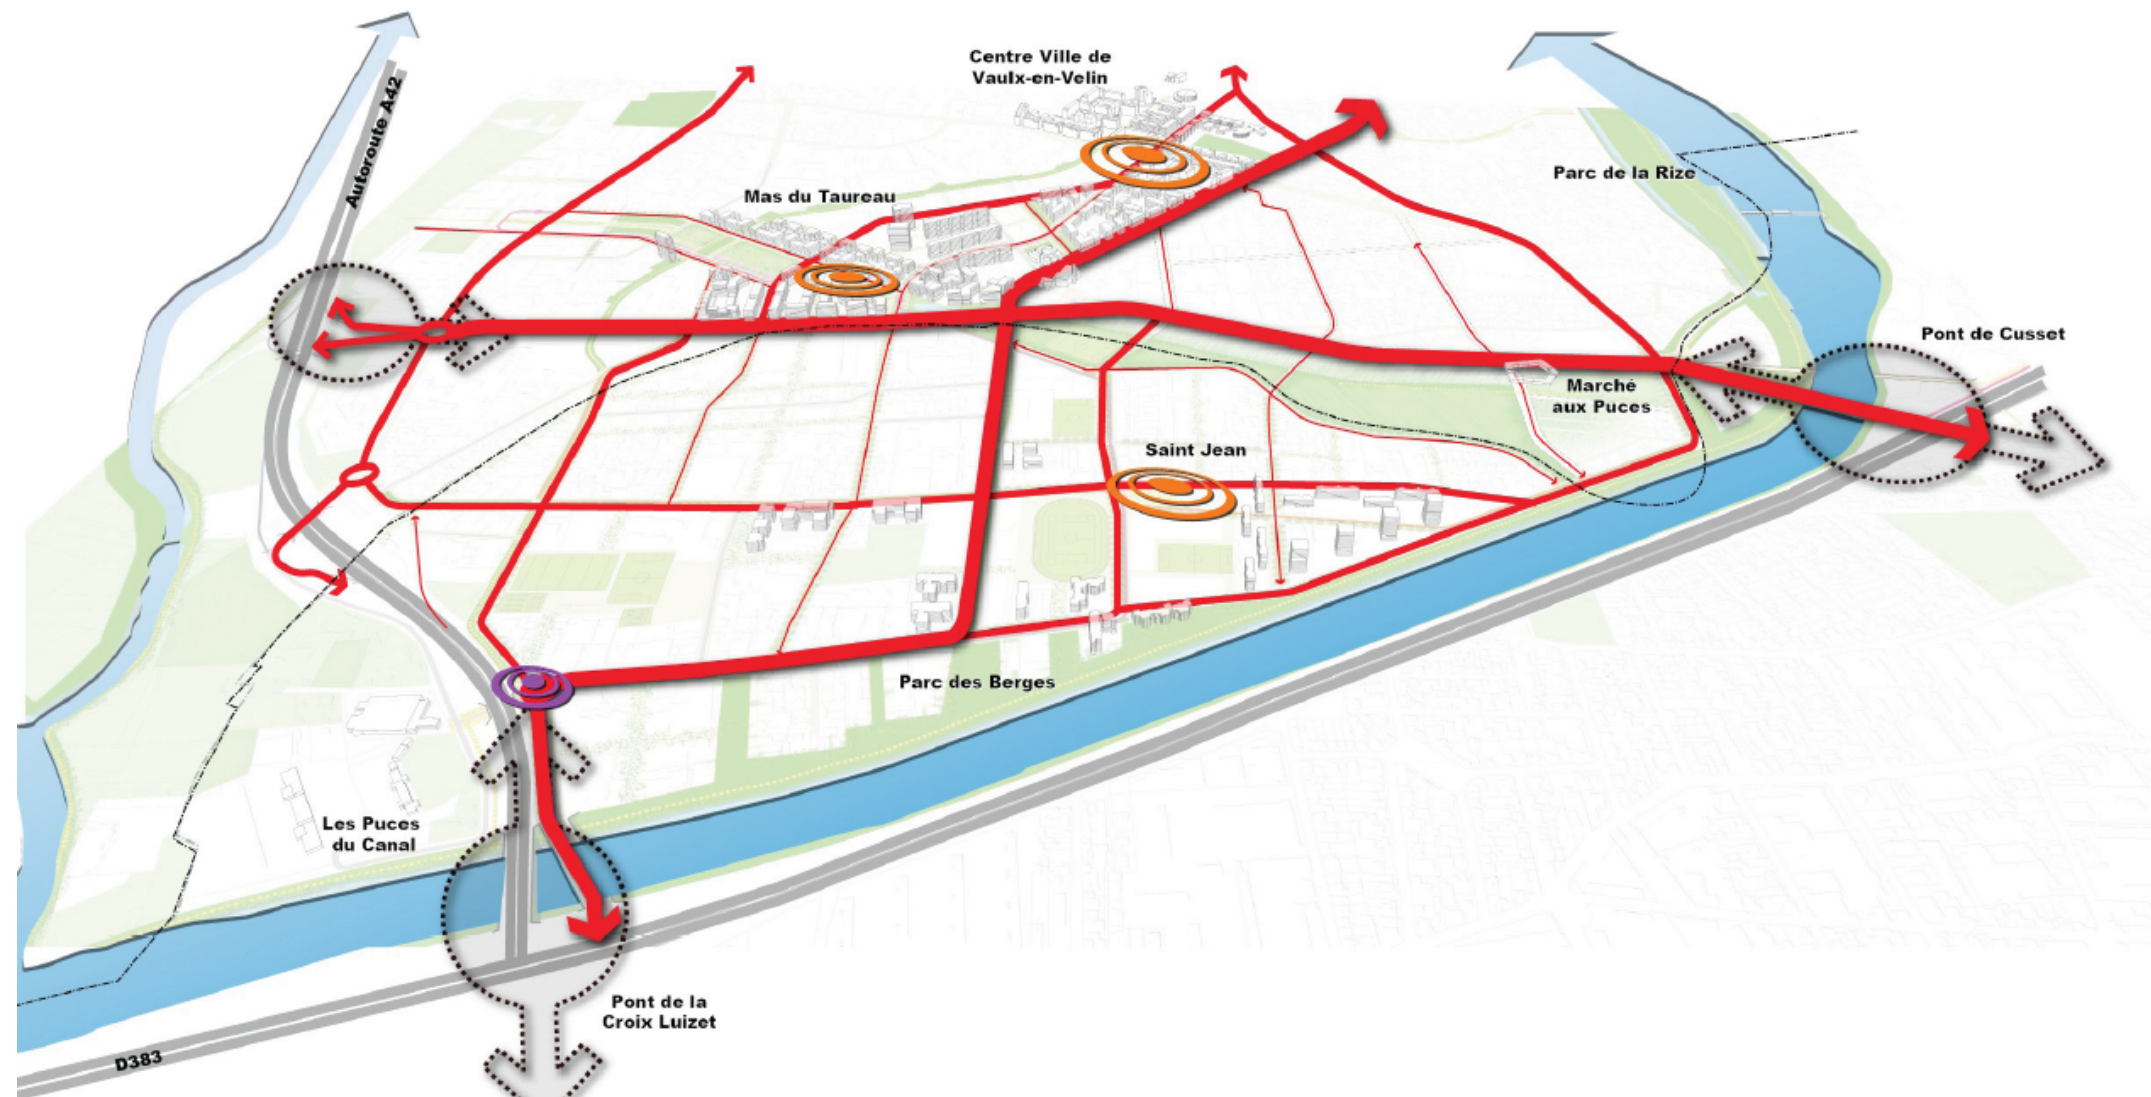 Centre Ville de
Vaulx-en-Velin
Autoroute A42
Parc de la Rize
Mas du Taureau
Pont de Cusset
Marché
aux Puces
Saint Jean
Parc des Berges
Les Puces
du Canal
Pont de la
Croix Luizet
D383